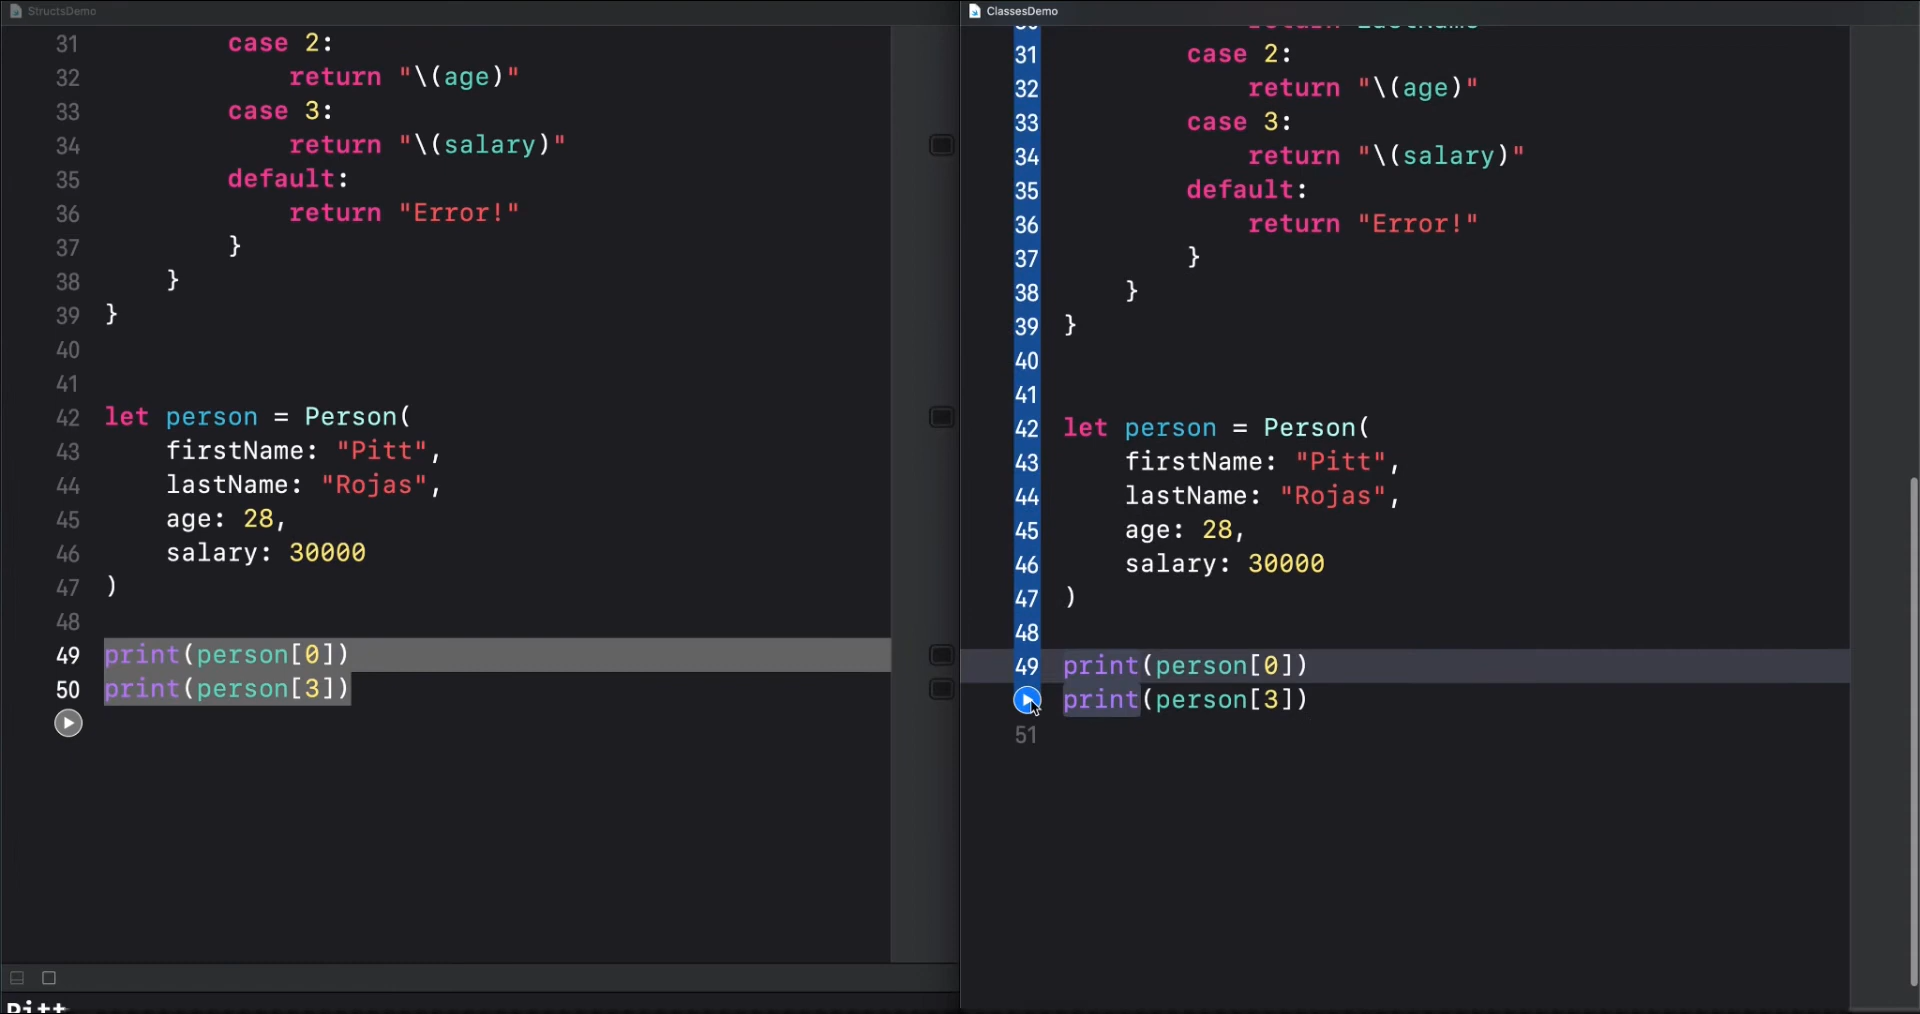 StructsDemo
31 case 2:
32 return "\(age)"
33 case 3:
34 return "\(salary)"
35 default:
36 return "Error!"
37 }
38 }
39 }
40
41
42 let person = Person(
43 firstName: "Pitt",
44 lastName: "Rojas",
45 age: 28,
46 salary: 30000
47 )
48
49 print(person[0])
50 print(person[3])
Pitt
ClassesDemo
31 case 2:
32 return "\(age)"
33 case 3:
34 return "\(salary)"
35 default:
36 return "Error!"
37 }
38 }
39 }
40
41
42 let person = Person(
43 firstName: "Pitt",
44 lastName: "Rojas",
45 age: 28,
46 salary: 30000
47 )
48
49 print(person[0])
print(person[3])
51